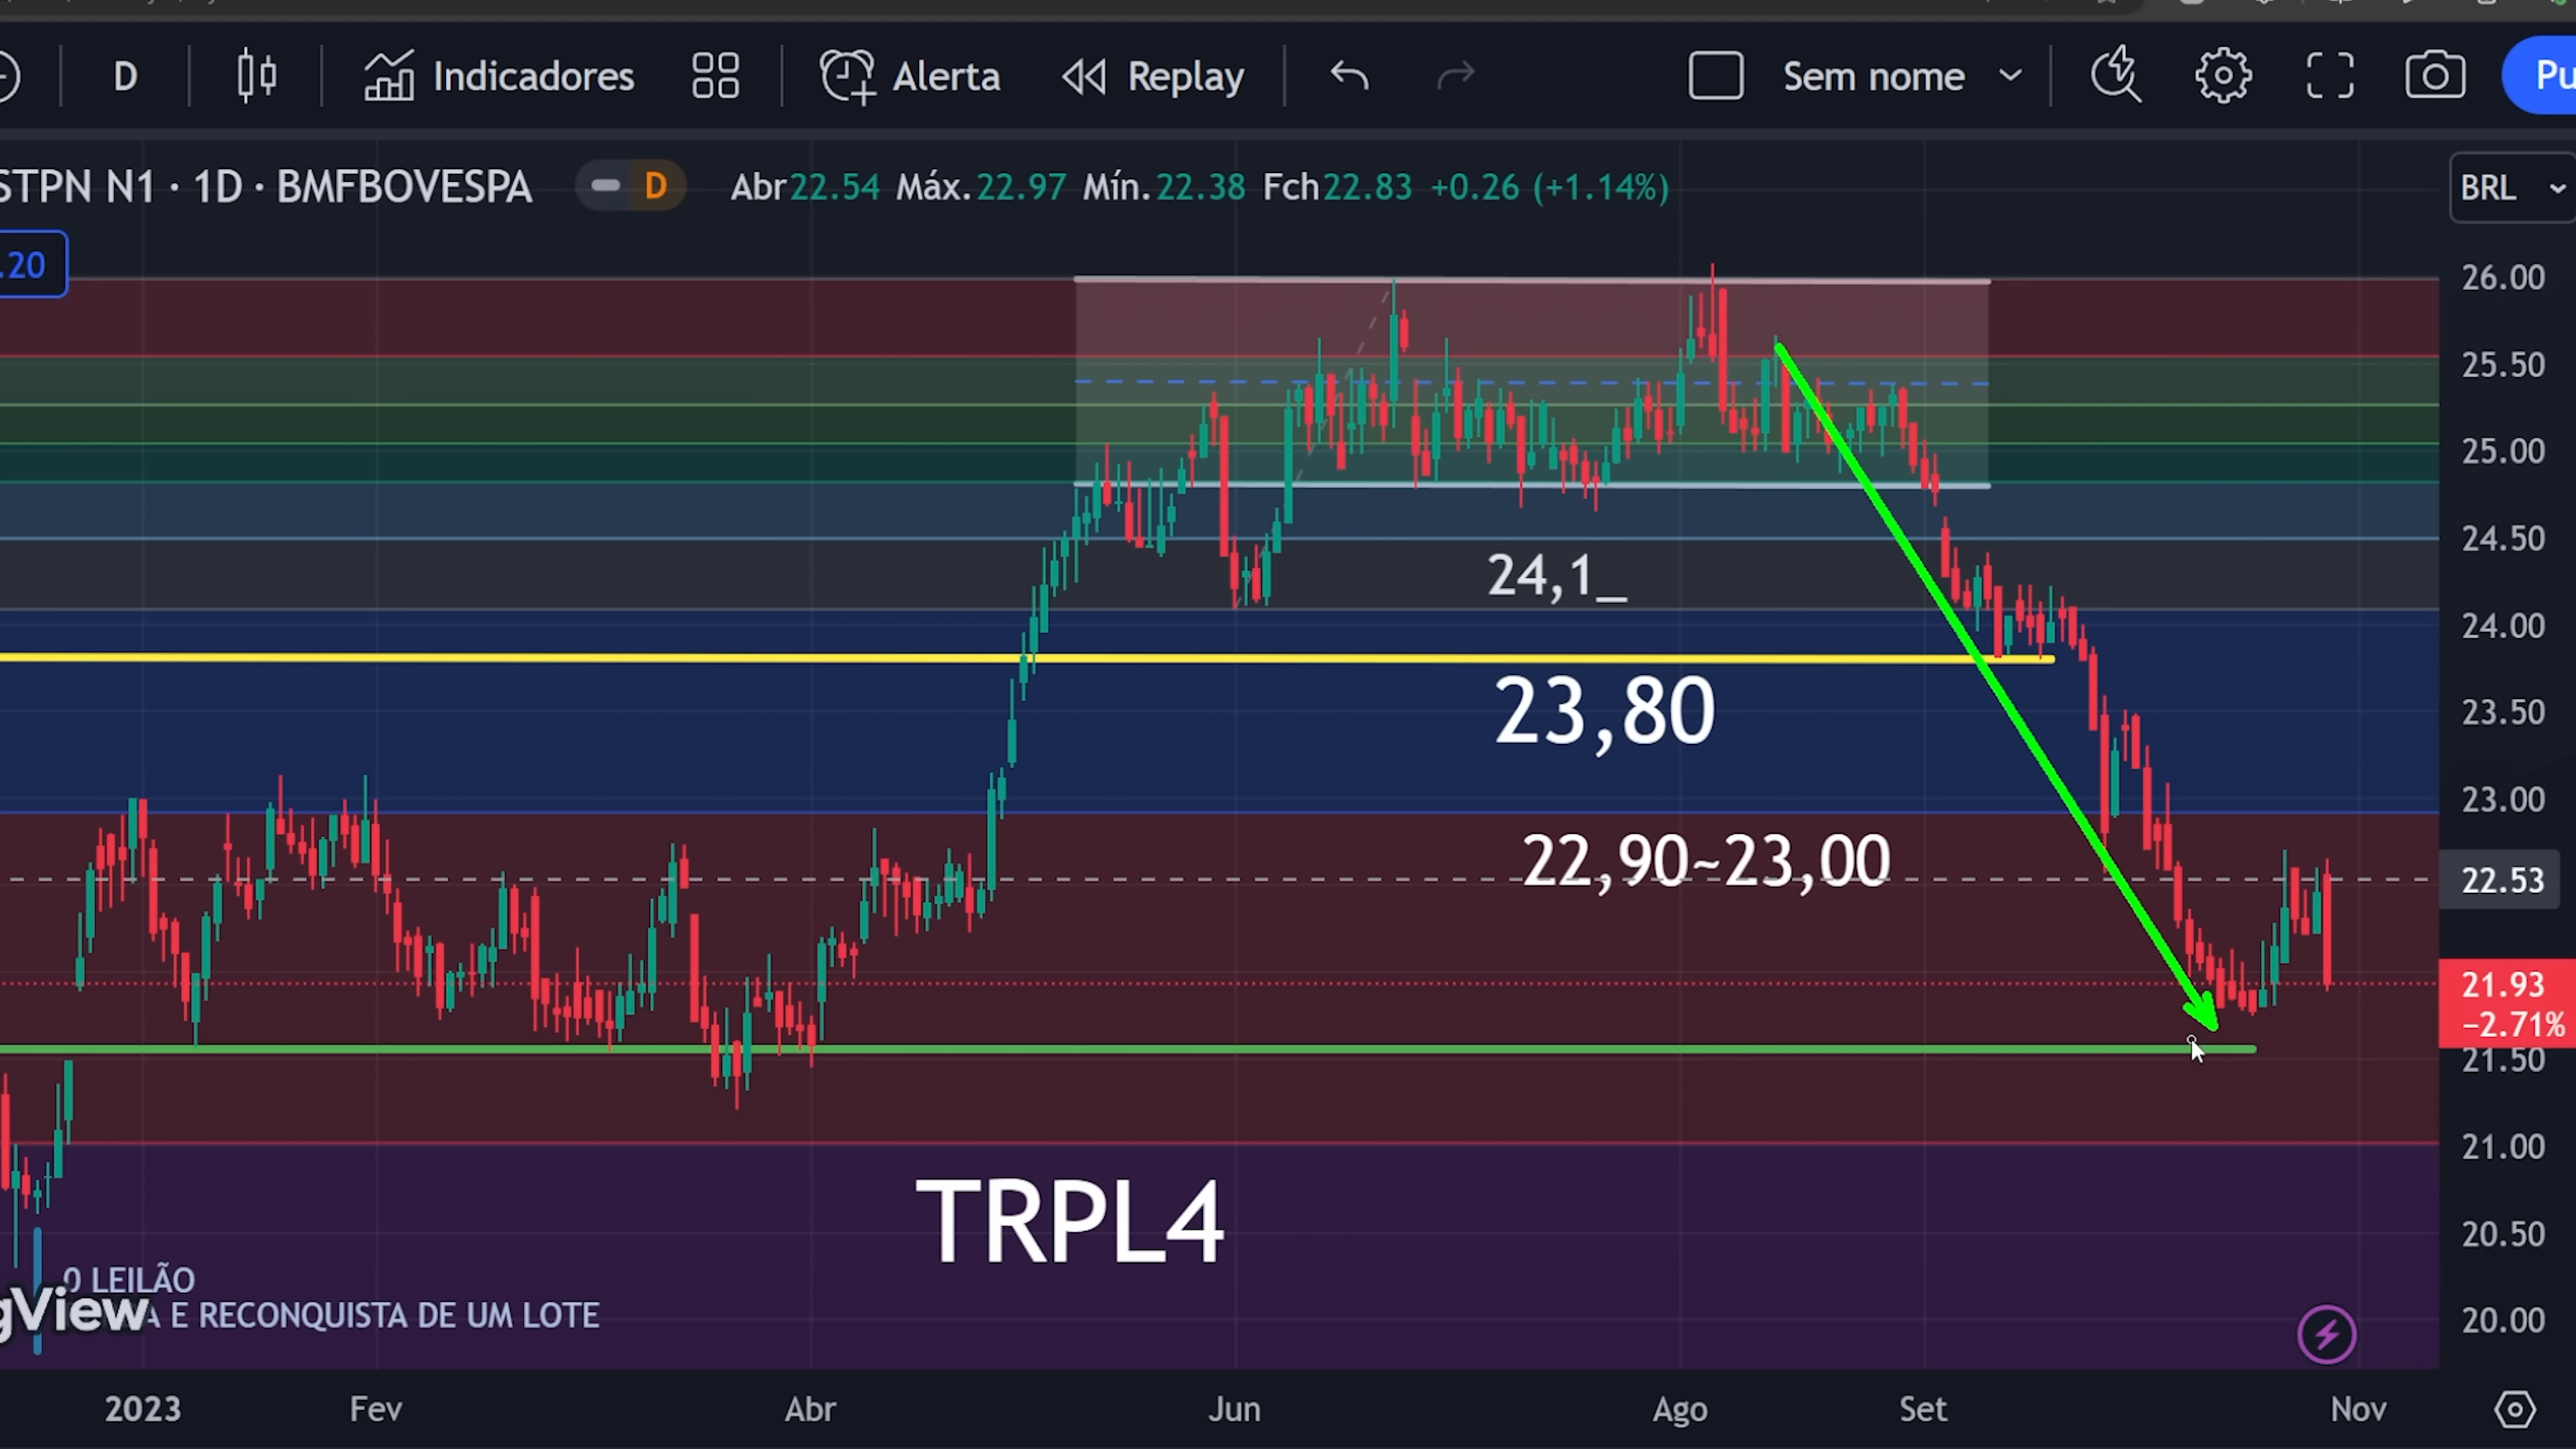 D Indicadores Alerta Replay Sem nome Pu
STPN N1 · 1D · BMFBOVESPA D Abr22.54 Máx.22.97 Mín.22.38 Fch22.83 +0.26 (+1.14%) BRL
.20
26.00
25.50
25.00
24.50
24,1_
24.00
23,80
23.50
23.00
22,90~23,00
22.53
21.93
−2.71%
21.50
21.00
TRPL4
20.50
O LEILÃO
A E RECONQUISTA DE UM LOTE
gView
20.00
2023 Fev Abr Jun Ago Set Nov